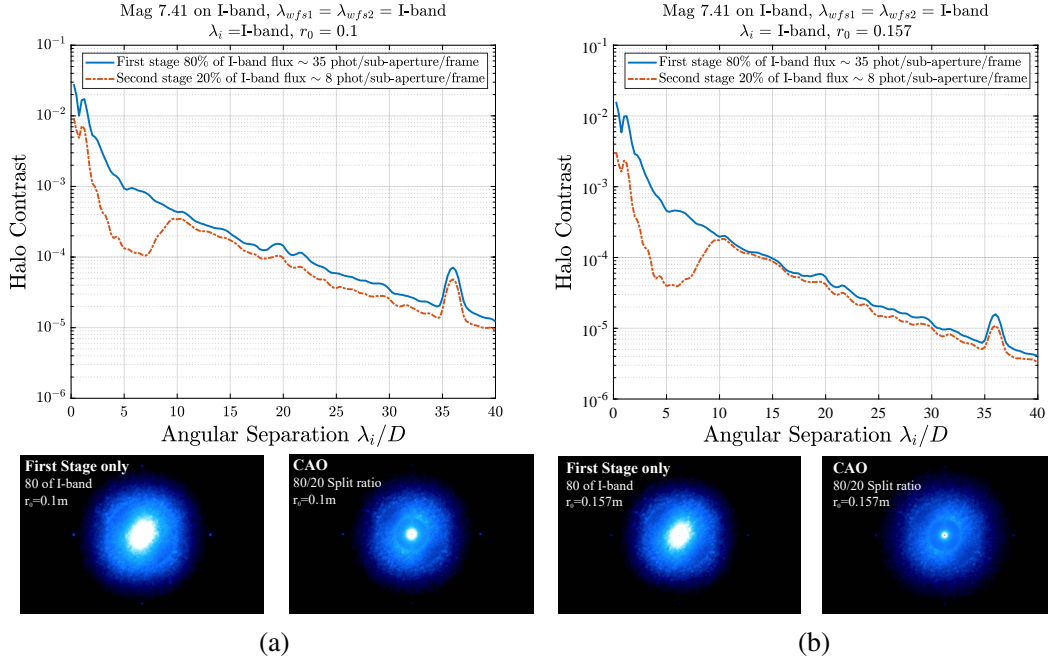 Mag 7.41 on I-band, λwfs1 = λwfs2 = I-band
λi =I-band, r0 = 0.1
First stage 80% of I-band flux ∼ 35 phot/sub-aperture/frame
Second stage 20% of I-band flux ∼ 8 phot/sub-aperture/frame
10^-1
10^-2
10^-3
10^-4
10^-5
10^-6
Halo Contrast
0 5 10 15 20 25 30 35 40
Angular Separation λi/D
First Stage only
80 of I-band
r0=0.1m
CAO
80/20 Split ratio
r0=0.1m
(a)
Mag 7.41 on I-band, λwfs1 = λwfs2 = I-band
λi = I-band, r0 = 0.157
First stage 80% of I-band flux ∼ 35 phot/sub-aperture/frame
Second stage 20% of I-band flux ∼ 8 phot/sub-aperture/frame
10^-1
10^-2
10^-3
10^-4
10^-5
10^-6
Halo Contrast
0 5 10 15 20 25 30 35 40
Angular Separation λi/D
First Stage only
80 of I-band
r0=0.157m
CAO
80/20 Split ratio
r0=0.157m
(b)